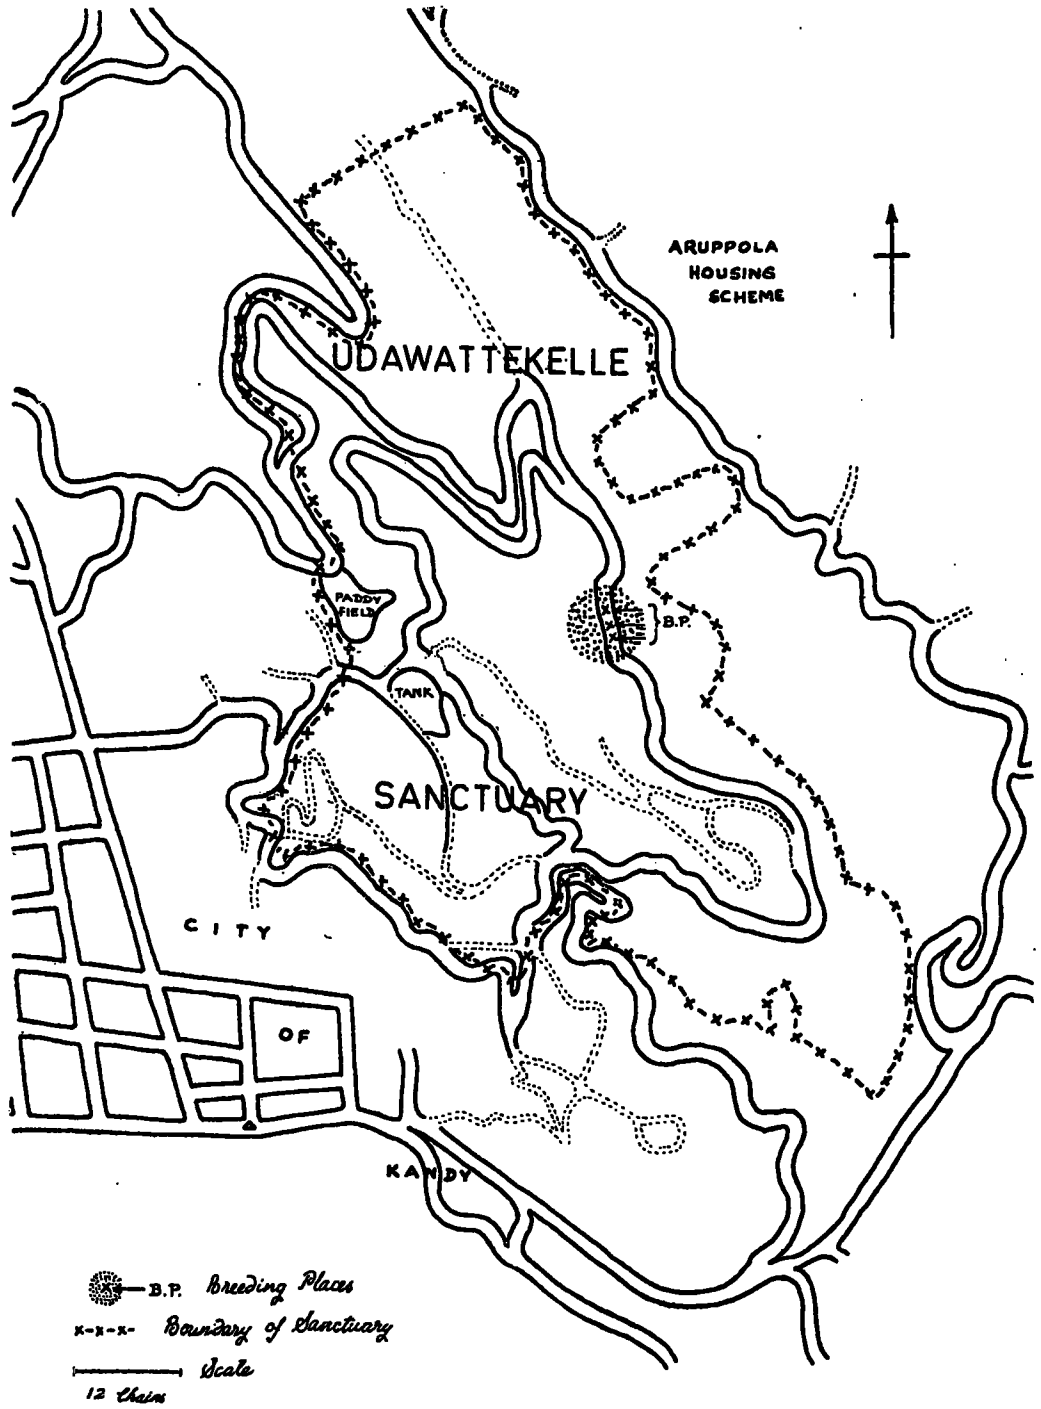 ARUPPOLA
HOUSING
SCHEME
UDAWATTEKELLE
PADDY
FIELD
B.P.
TANK
SANCTUARY
CITY
OF
KANDY
B.P. Breeding Places
x-x-x- Boundary of Sanctuary
Scale
12 Chains